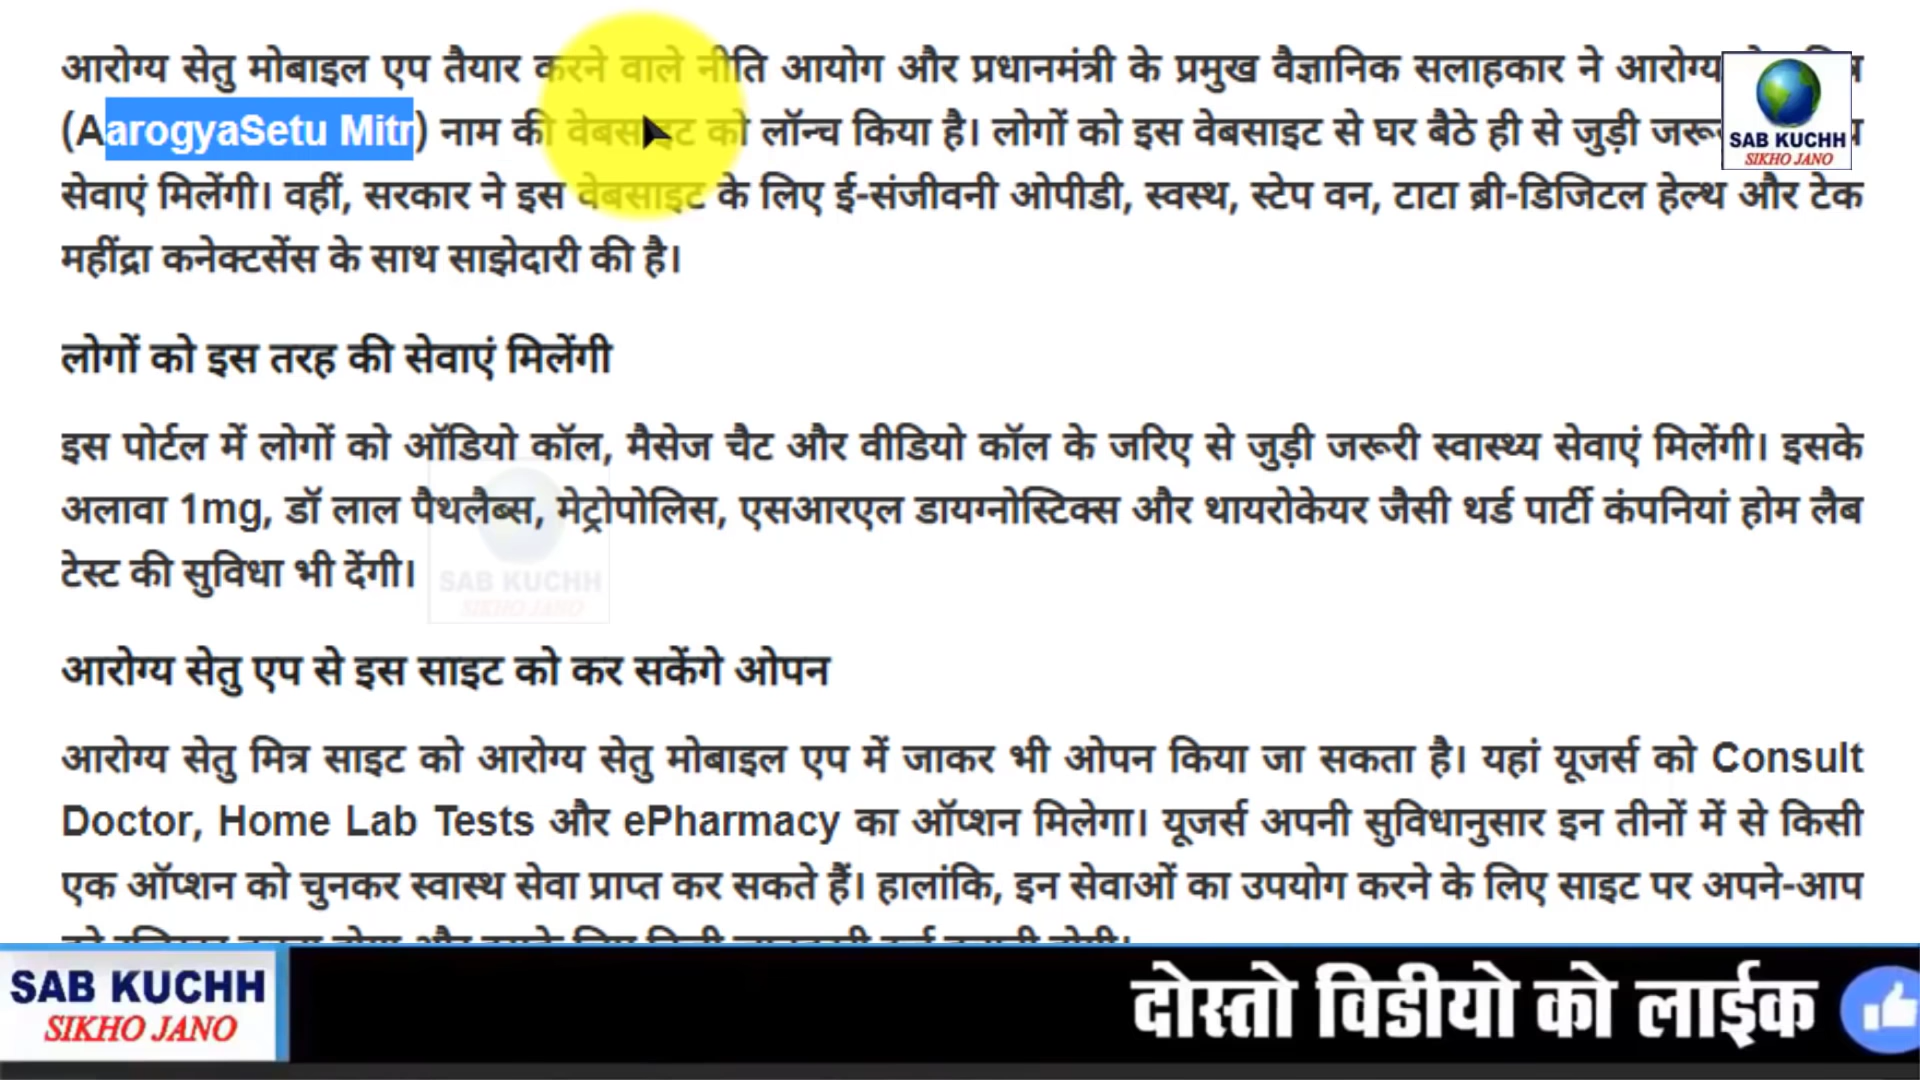 आरोग्य सेतु मोबाइल एप तैयार करने वाले नीति आयोग और प्रधानमंत्री के प्रमुख वैज्ञानिक सलाहकार ने आरोग्य
(AarogyaSetu Mitr) नाम की वेबसाइट को लॉन्च किया है। लोगों को इस वेबसाइट से घर बैठे ही से जुड़ी
सेवाएं मिलेंगी। वहीं, सरकार ने इस वेबसाइट के लिए ई-संजीवनी ओपीडी, स्वस्थ, स्टेप वन, टाटा ब्री-डिजिटल हेल्थ और टेक
महींद्रा कनेक्टसेंस के साथ साझेदारी की है।
SAB KUCHH
SIKHO JANO
लोगों को इस तरह की सेवाएं मिलेंगी
इस पोर्टल में लोगों को ऑडियो कॉल, मैसेज चैट और वीडियो कॉल के जरिए से जुड़ी जरूरी स्वास्थ्य सेवाएं मिलेंगी। इसके
अलावा 1mg, डॉ लाल पैथलैब्स, मेट्रोपोलिस, एसआरएल डायग्नोस्टिक्स और थायरोकेयर जैसी थर्ड पार्टी कंपनियां होम लैब
टेस्ट की सुविधा भी देंगी।
SAB KUCHH
SIKHO JANO
आरोग्य सेतु एप से इस साइट को कर सकेंगे ओपन
आरोग्य सेतु मित्र साइट को आरोग्य सेतु मोबाइल एप में जाकर भी ओपन किया जा सकता है। यहां यूजर्स को Consult
Doctor, Home Lab Tests और ePharmacy का ऑप्शन मिलेगा। यूजर्स अपनी सुविधानुसार इन तीनों में से किसी
एक ऑप्शन को चुनकर स्वास्थ सेवा प्राप्त कर सकते हैं। हालांकि, इन सेवाओं का उपयोग करने के लिए साइट पर अपने-आप
SAB KUCHH
SIKHO JANO
दोस्तो विडीयो को लाईक